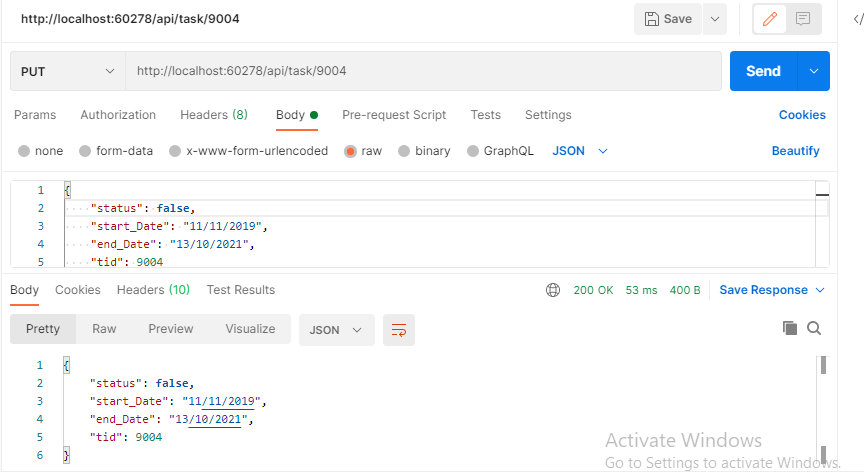 http://localhost:60278/api/task/9004 Save </>
PUT http://localhost:60278/api/task/9004 Send
Params Authorization Headers (8) Body Pre-request Script Tests Settings Cookies
none form-data x-www-form-urlencoded raw binary GraphQL JSON Beautify
1 {
2 "status": false,
3 "start_Date": "11/11/2019",
4 "end_Date": "13/10/2021",
5 "tid": 9004
Body Cookies Headers (10) Test Results 200 OK 53 ms 400 B Save Response
Pretty Raw Preview Visualize JSON
1 {
2 "status": false,
3 "start_Date": "11/11/2019",
4 "end_Date": "13/10/2021",
5 "tid": 9004
6 }
Activate Windows
Go to Settings to activate Windows.